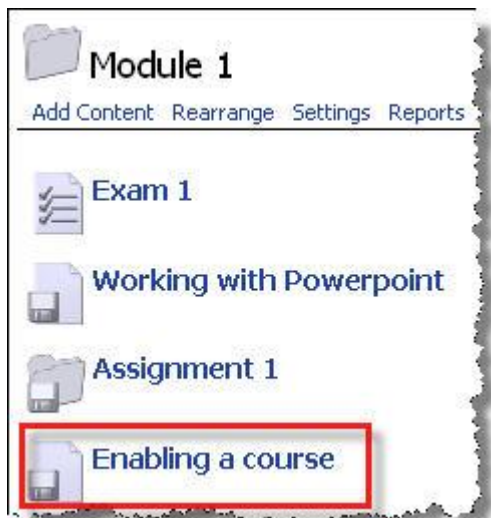 Module 1
Add Content Rearrange Settings Reports
Exam 1
Working with Powerpoint
Assignment 1
Enabling a course